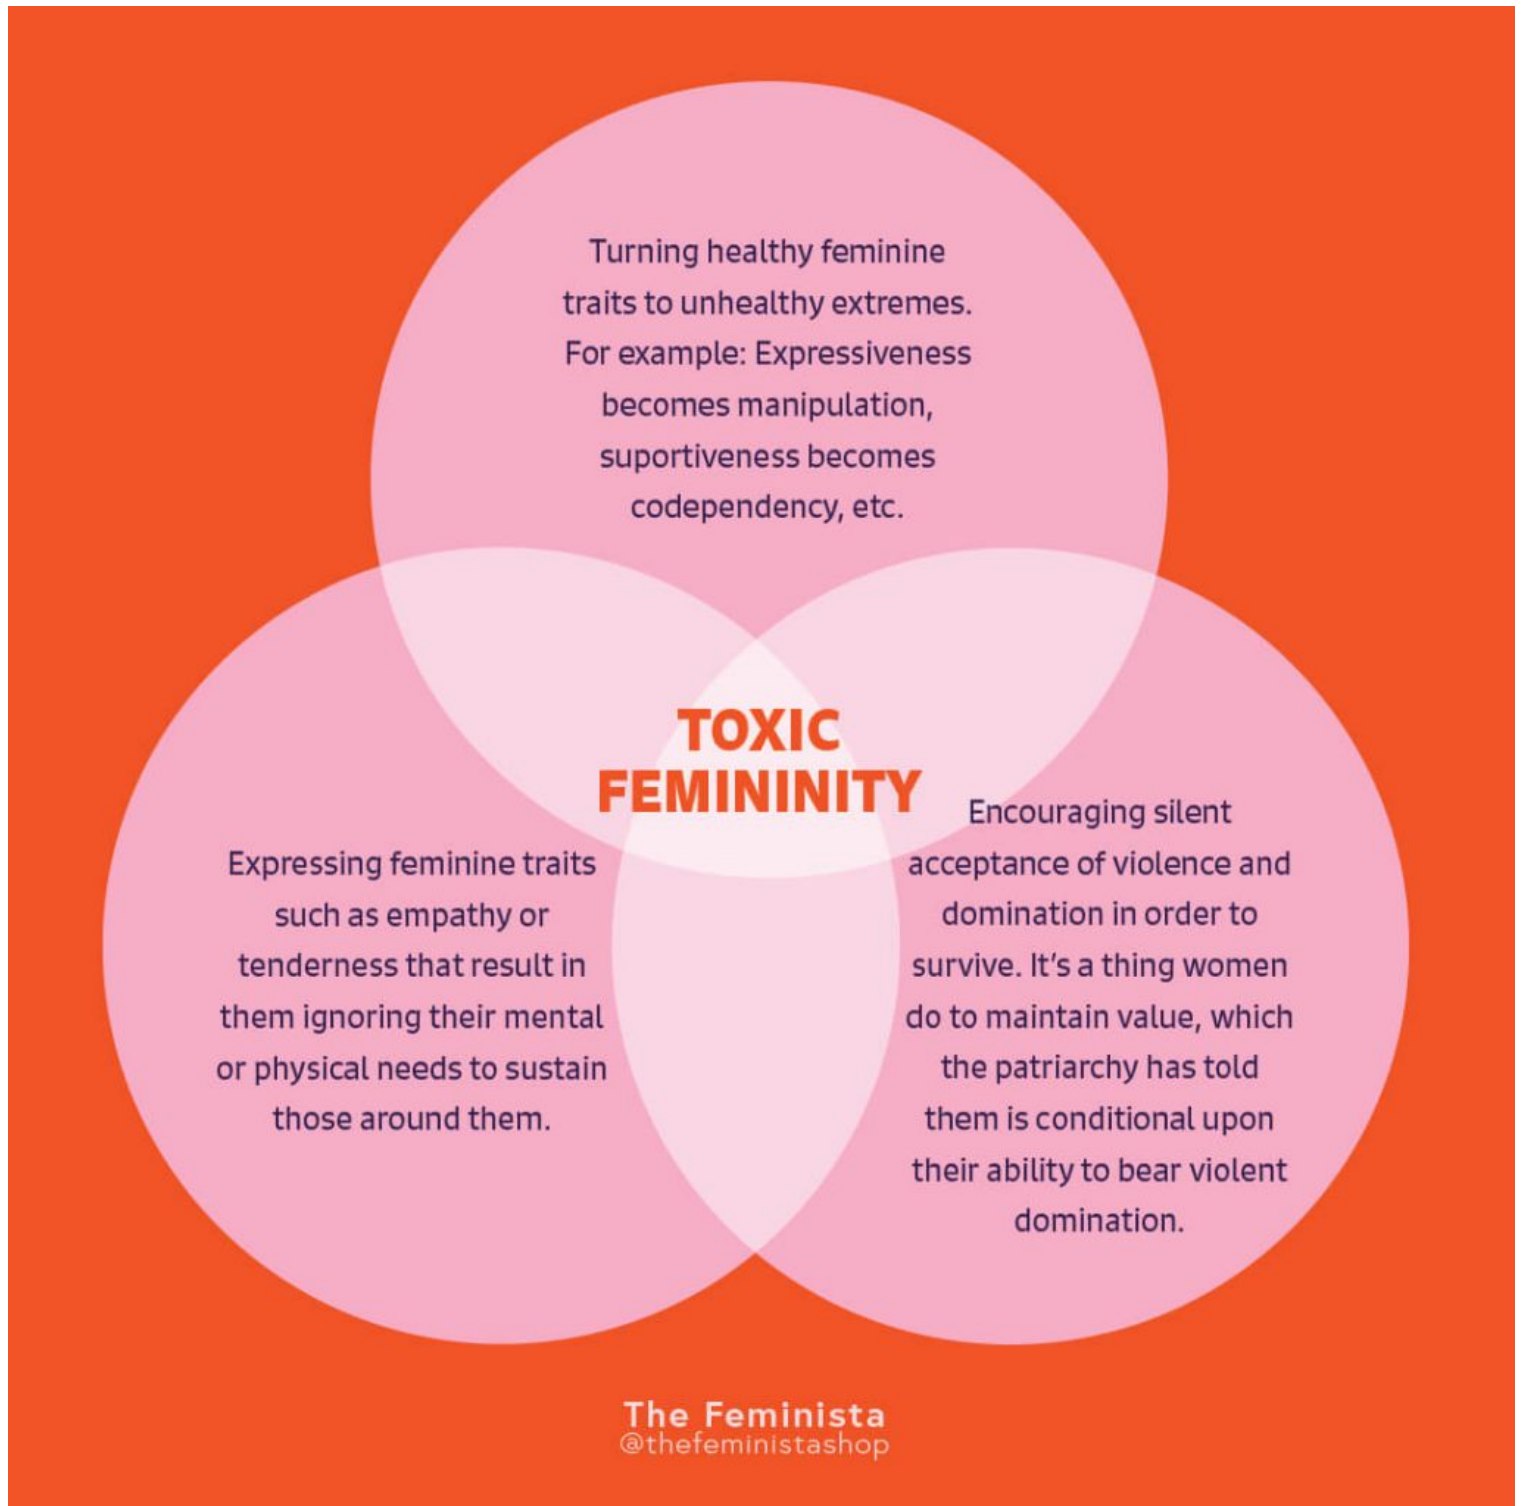 Turning healthy feminine
traits to unhealthy extremes.
For example: Expressiveness
becomes manipulation,
suportiveness becomes
codependency, etc.
TOXIC
FEMININITY
Expressing feminine traits
such as empathy or
tenderness that result in
them ignoring their mental
or physical needs to sustain
those around them.
Encouraging silent
acceptance of violence and
domination in order to
survive. It's a thing women
do to maintain value, which
the patriarchy has told
them is conditional upon
their ability to bear violent
domination.
The Feminista
@thefeministashop